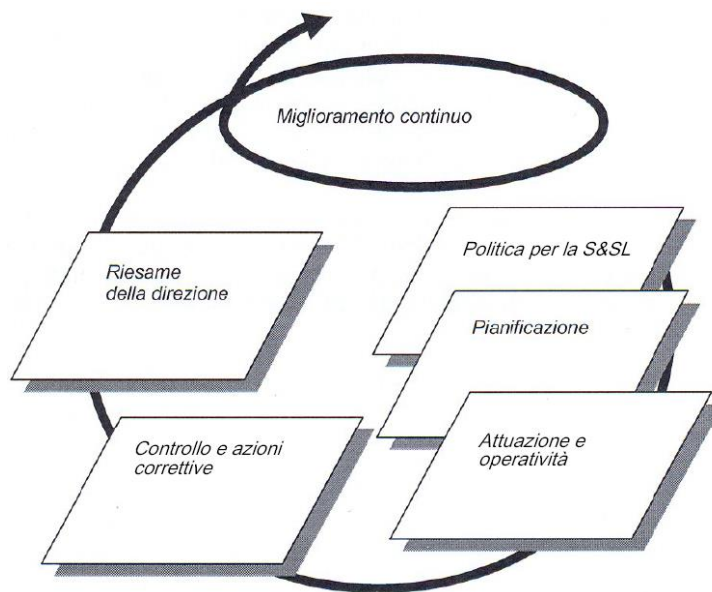 Miglioramento continuo
Politica per la S&SL
Riesame
della direzione
Pianificazione
Controllo e azioni
correttive
Attuazione e
operatività